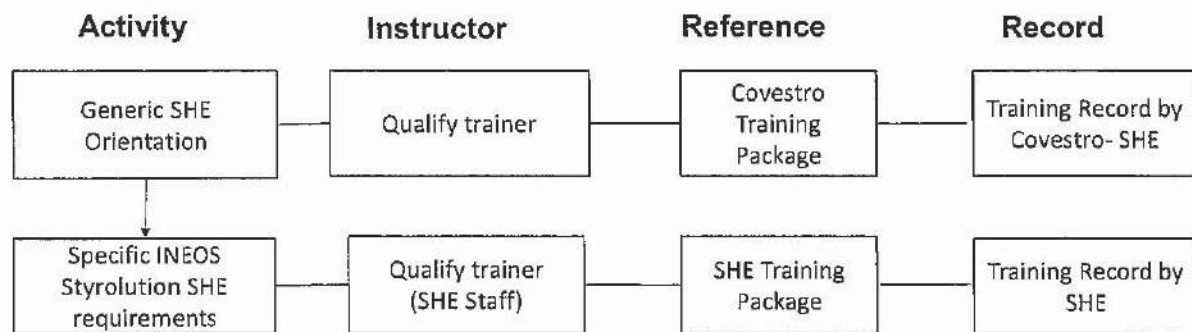 Activity Instructor Reference Record
Generic SHE
Orientation
Qualify trainer
Covestro
Training
Package
Training Record by
Covestro- SHE
Specific INEOS
Styrolution SHE
requirements
Qualify trainer
(SHE Staff)
SHE Training
Package
Training Record by
SHE